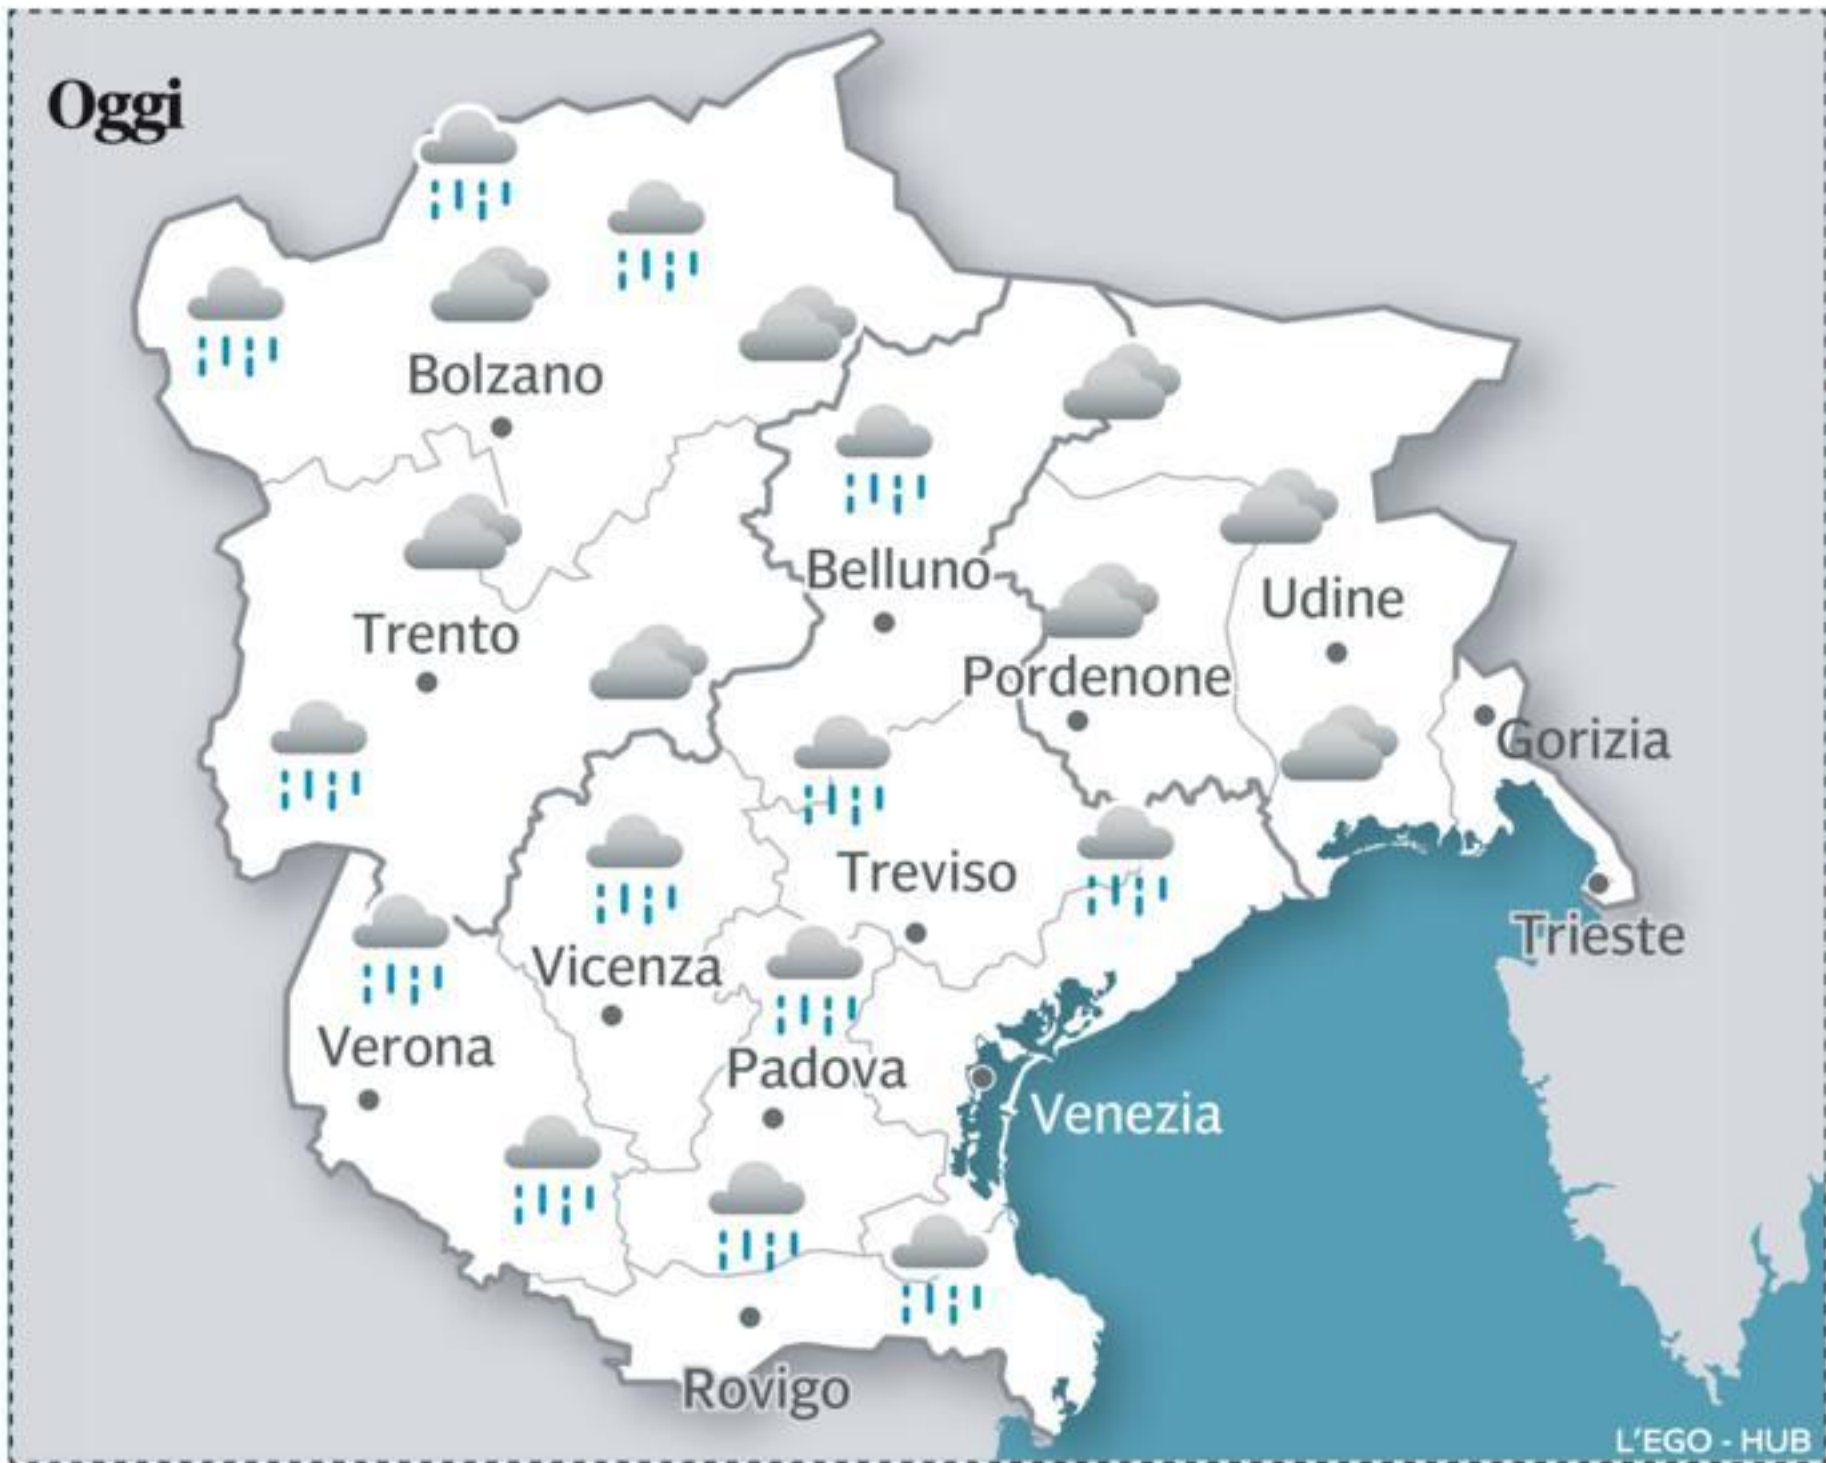 Oggi
Bolzano
Belluno
Udine
Trento
Pordenone
Gorizia
Treviso
Trieste
Vicenza
Verona
Padova
Venezia
Rovigo
L'EGO - HUB